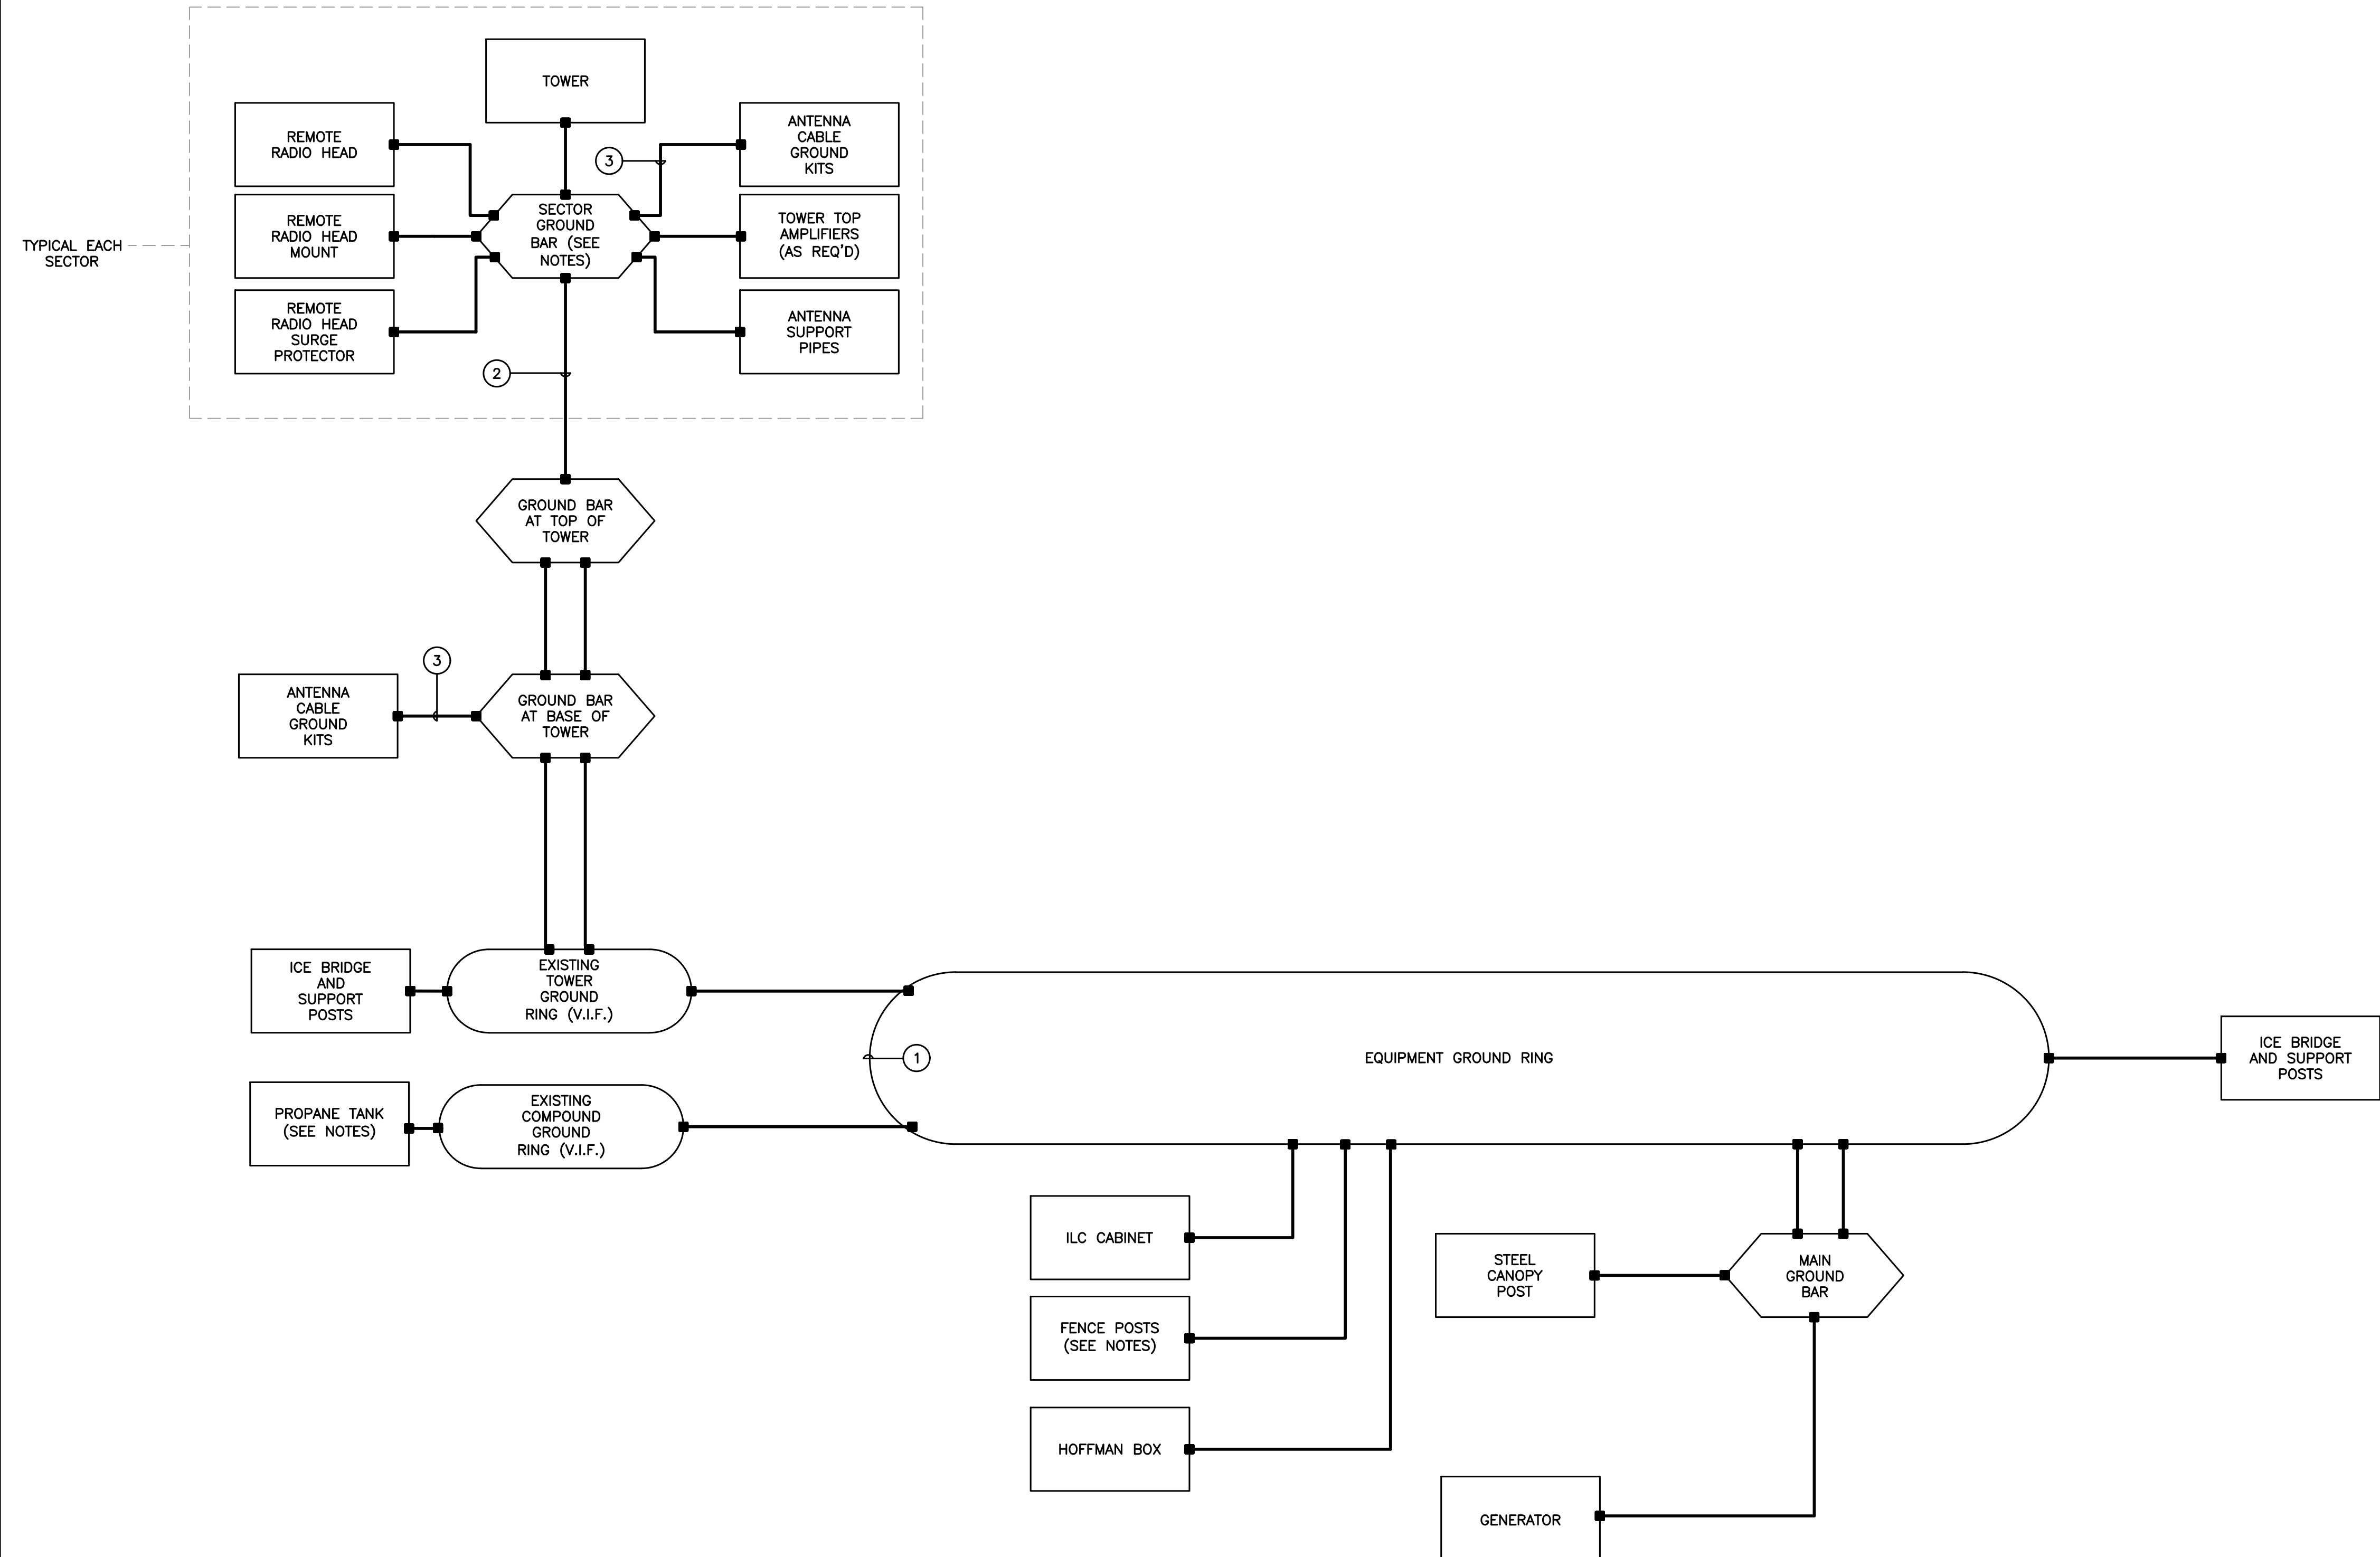 TOWER
REMOTE
RADIO HEAD
ANTENNA
CABLE
GROUND
KITS
3
REMOTE
RADIO HEAD
MOUNT
SECTOR
GROUND
BAR (SEE
NOTES)
TOWER TOP
AMPLIFIERS
(AS REQ'D)
TYPICAL EACH
SECTOR
REMOTE
RADIO HEAD
SURGE
PROTECTOR
ANTENNA
SUPPORT
PIPES
2
GROUND BAR
AT TOP OF
TOWER
3
ANTENNA
CABLE
GROUND
KITS
GROUND BAR
AT BASE OF
TOWER
ICE BRIDGE
AND
SUPPORT
POSTS
EXISTING
TOWER
GROUND
RING (V.I.F.)
1
EQUIPMENT GROUND RING
ICE BRIDGE
AND SUPPORT
POSTS
PROPANE TANK
(SEE NOTES)
EXISTING
COMPOUND
GROUND
RING (V.I.F.)
ILC CABINET
STEEL
CANOPY
POST
MAIN
GROUND
BAR
FENCE POSTS
(SEE NOTES)
HOFFMAN BOX
GENERATOR